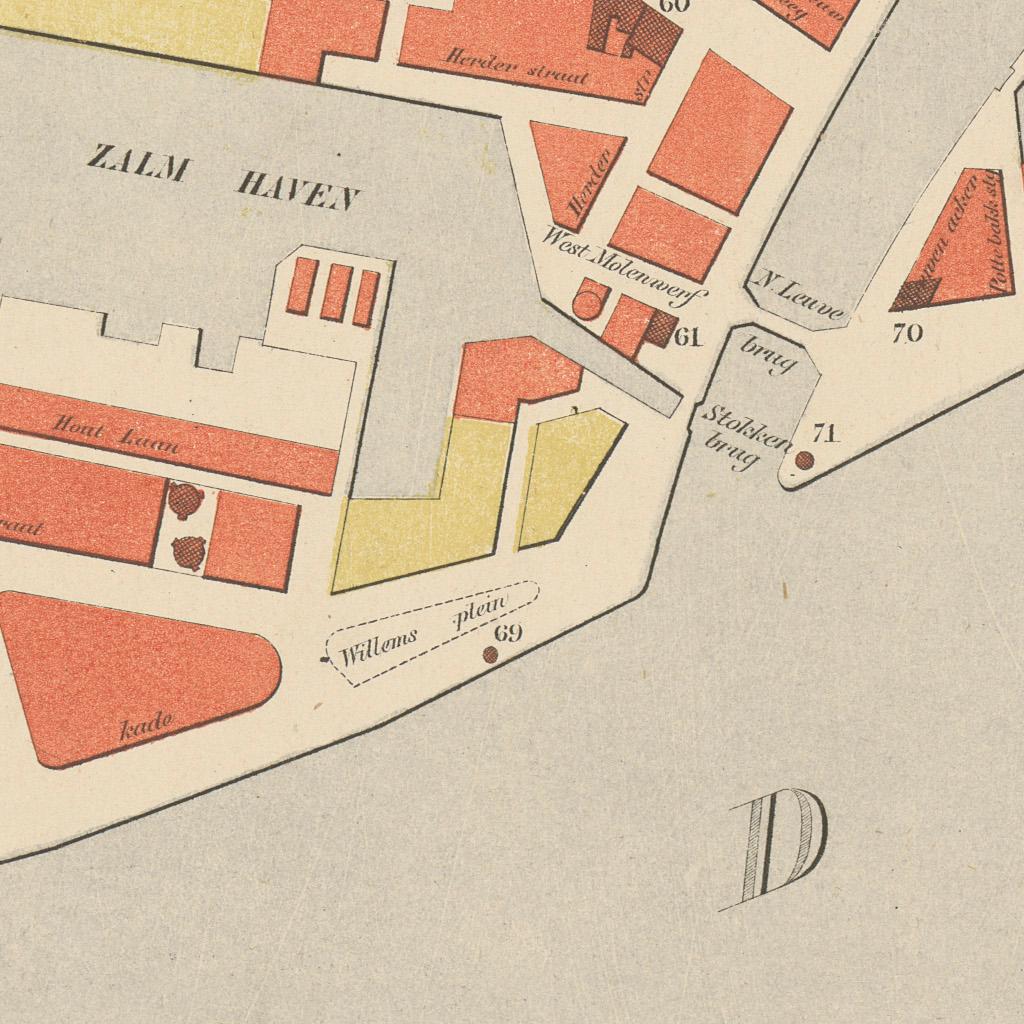 60
Herder straat
str
ZALM HAVEN
Herder
West Molenwerf
N. Leuve
brug
61
70
Stokken
brug
71
Hout Laan
Willems plein
69
kade
D